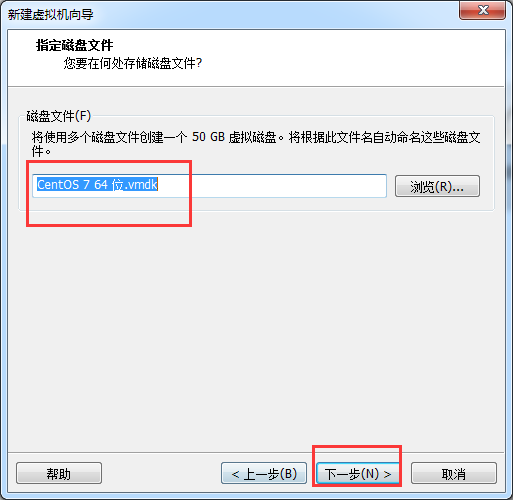 新建虚拟机向导
指定磁盘文件
您要在何处存储磁盘文件?
磁盘文件(F)
将使用多个磁盘文件创建一个 50 GB 虚拟磁盘。将根据此文件名自动命名这些磁盘文
件。
CentOS 7 64 位.vmdk
浏览(R)...
帮助
< 上一步(B)
下一步(N) >
取消